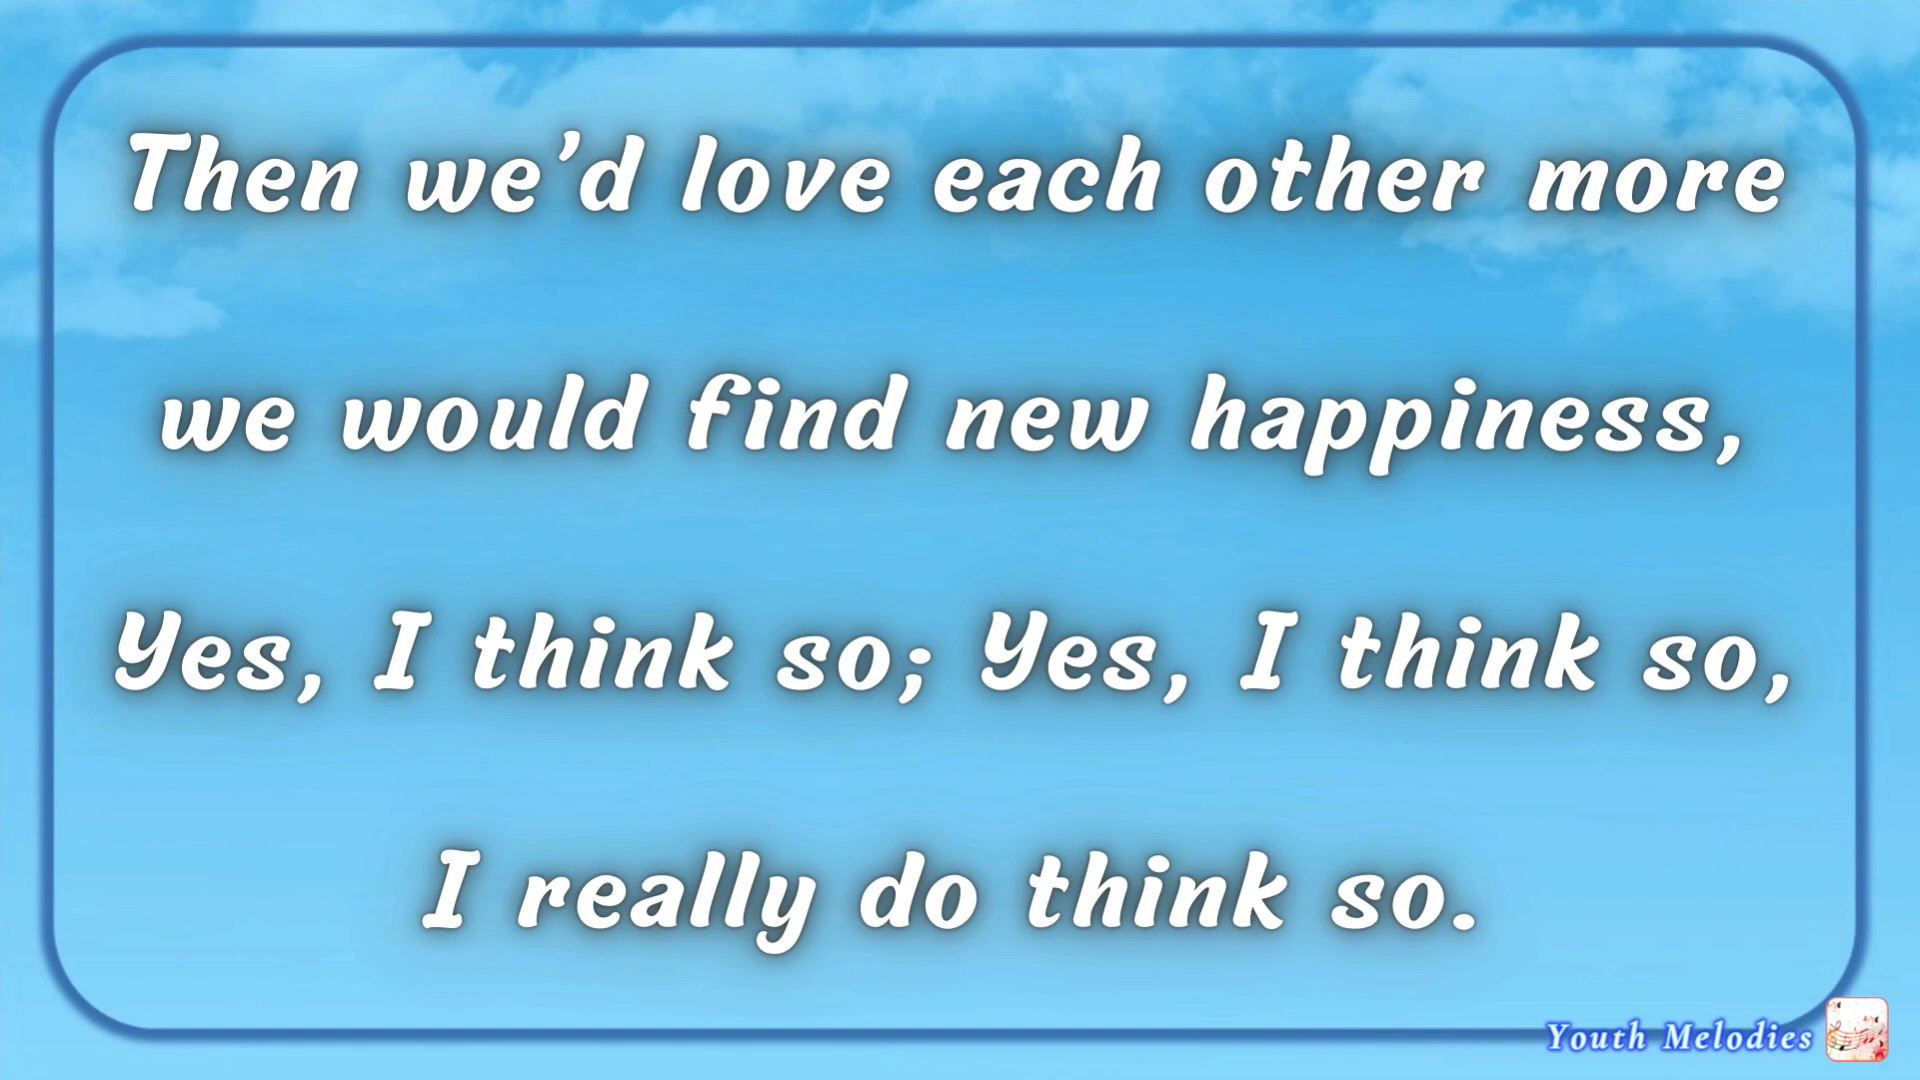 Then we’d love each other more
we would find new happiness,
Yes, I think so; Yes, I think so,
I really do think so.
Youth Melodies